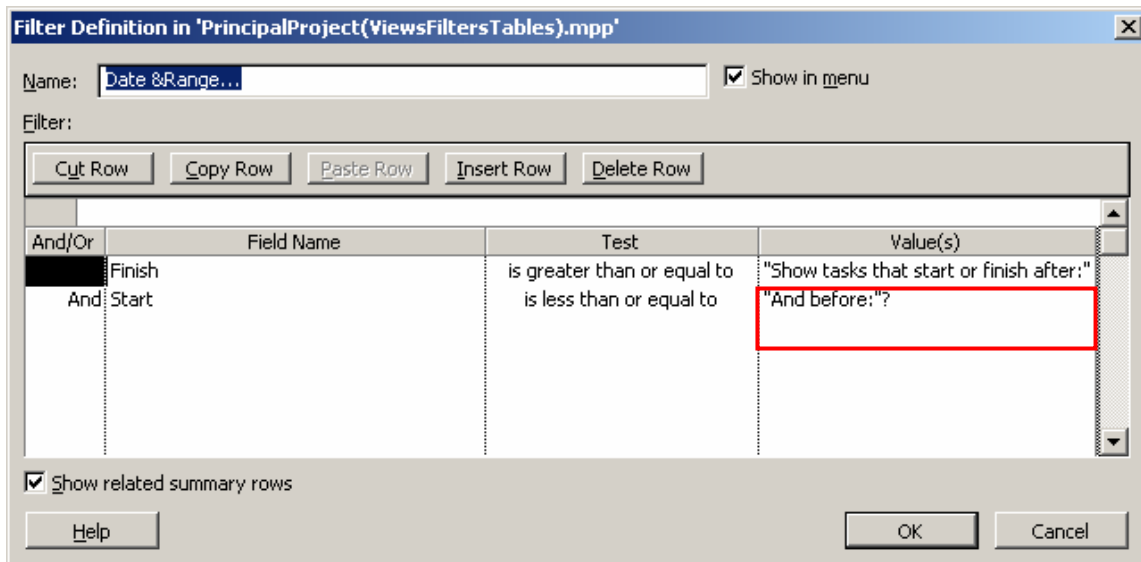 Filter Definition in 'PrincipalProject(ViewsFiltersTables).mpp'
Name: Date &Range... Show in menu
Filter:
Cut Row Copy Row Paste Row Insert Row Delete Row
And/Or Field Name Test Value(s)
Finish is greater than or equal to "Show tasks that start or finish after:"
And Start is less than or equal to "And before:"?
Show related summary rows
Help OK Cancel